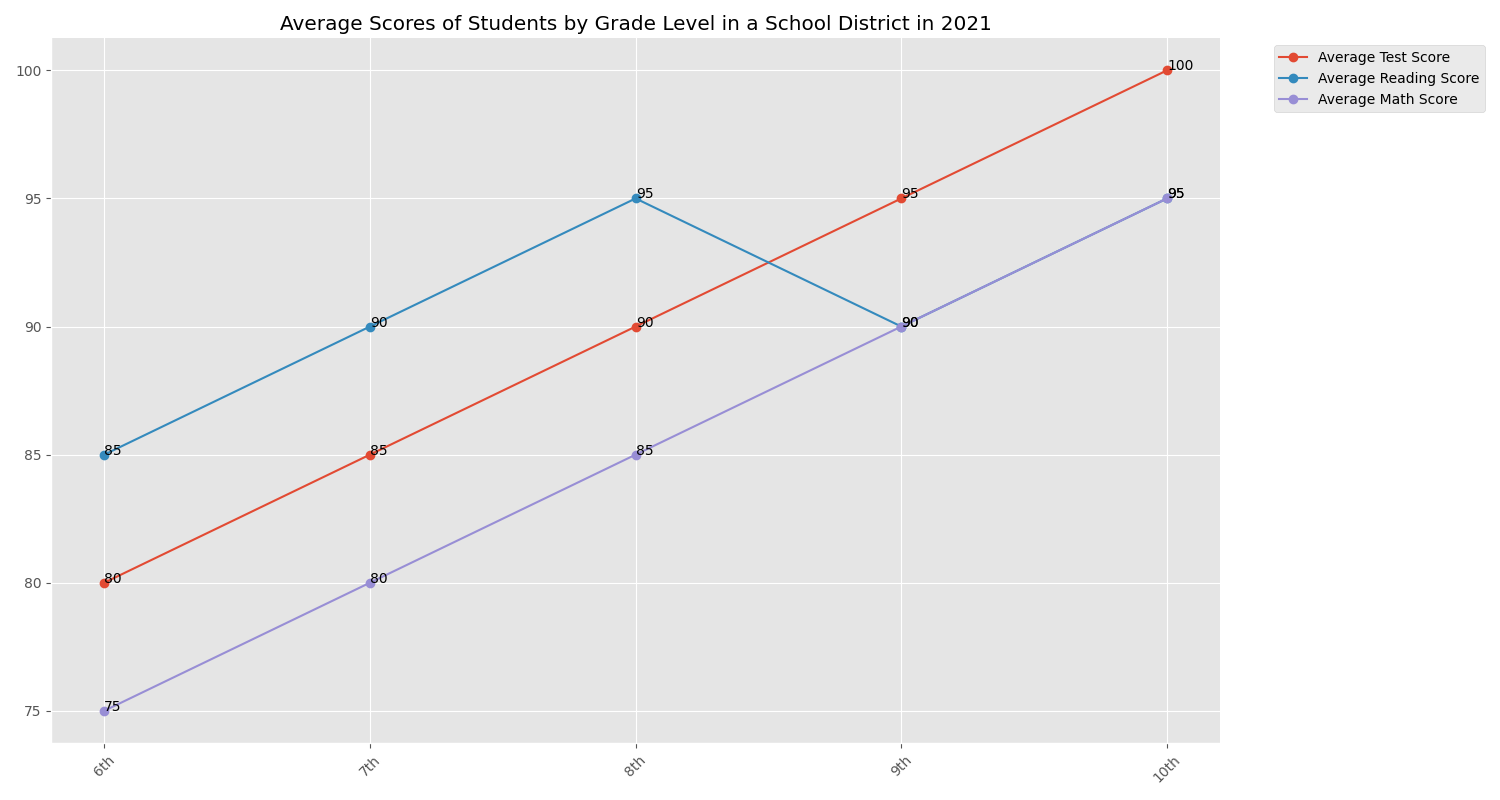 Average Scores of Students by Grade Level in a School District in 2021
Average Test Score
Average Reading Score
Average Math Score
100
95
90
85
80
75
100
95
95
95
95
90
90
90
90
85
85
85
80
80
75
6th
7th
8th
9th
10th